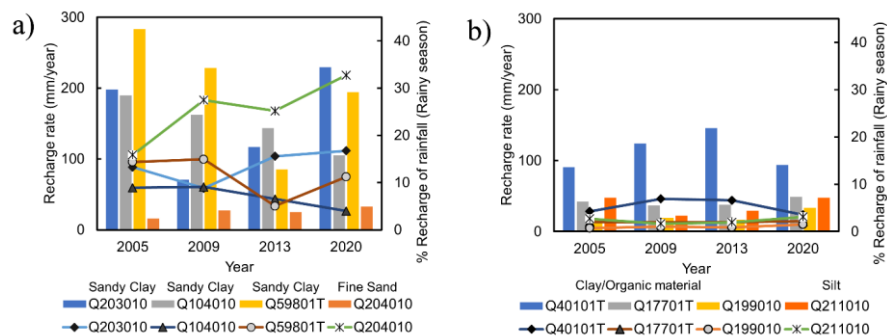 a)
300
200
100
0
Recharge rate (mm/year)
40
30
20
10
0
% Recharge of rainfall (Rainy season)
2005 2009 2013 2020
Year
Sandy Clay Sandy Clay Sandy Clay Fine Sand
Q203010 Q104010 Q59801T Q204010
Q203010 Q104010 Q59801T Q204010
b)
300
200
100
0
Recharge rate (mm/year)
40
30
20
10
0
% Recharge of rainfall (Rainy season)
2005 2009 2013 2020
Year
Clay/Organic material Silt
Q40101T Q17701T Q199010 Q211010
Q40101T Q17701T Q199010 Q211010